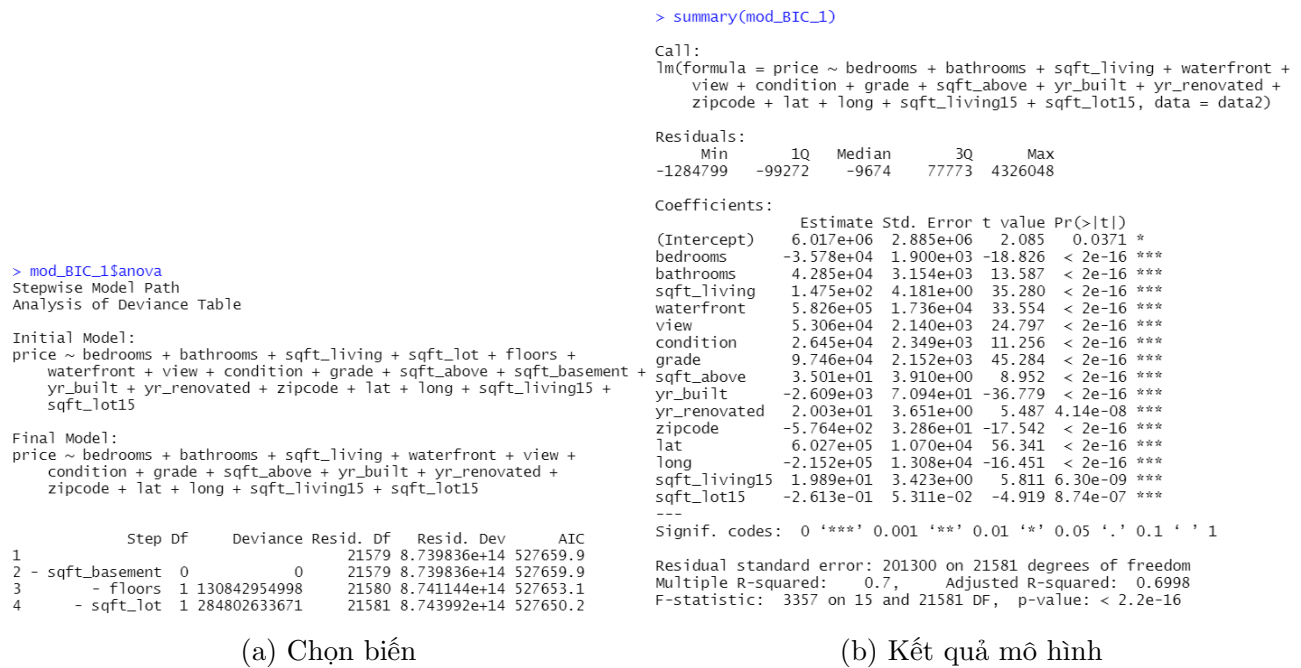 > mod_BIC_1$anova
Stepwise Model Path
Analysis of Deviance Table

Initial Model:
price ~ bedrooms + bathrooms + sqft_living + sqft_lot + floors +
    waterfront + view + condition + grade + sqft_above + sqft_basement +
    yr_built + yr_renovated + zipcode + lat + long + sqft_living15 +
    sqft_lot15

Final Model:
price ~ bedrooms + bathrooms + sqft_living + waterfront + view +
    condition + grade + sqft_above + yr_built + yr_renovated +
    zipcode + lat + long + sqft_living15 + sqft_lot15

             Step Df     Deviance Resid. Df   Resid. Dev      AIC
1                                     21579 8.739836e+14 527659.9
2 - sqft_basement  0            0     21579 8.739836e+14 527659.9
3        - floors  1 130842954998     21580 8.741144e+14 527653.1
4      - sqft_lot  1 284802633671     21581 8.743992e+14 527650.2
(a) Chọn biến
> summary(mod_BIC_1)

Call:
lm(formula = price ~ bedrooms + bathrooms + sqft_living + waterfront +
    view + condition + grade + sqft_above + yr_built + yr_renovated +
    zipcode + lat + long + sqft_living15 + sqft_lot15, data = data2)

Residuals:
     Min       1Q   Median       3Q      Max
-1284799   -99272    -9674    77773  4326048

Coefficients:
                Estimate Std. Error t value Pr(>|t|)
(Intercept)    6.017e+06  2.885e+06   2.085   0.0371 *
bedrooms      -3.578e+04  1.900e+03 -18.826  < 2e-16 ***
bathrooms      4.285e+04  3.154e+03  13.587  < 2e-16 ***
sqft_living    1.475e+02  4.181e+00  35.280  < 2e-16 ***
waterfront     5.826e+05  1.736e+04  33.554  < 2e-16 ***
view           5.306e+04  2.140e+03  24.797  < 2e-16 ***
condition      2.645e+04  2.349e+03  11.256  < 2e-16 ***
grade          9.746e+04  2.152e+03  45.284  < 2e-16 ***
sqft_above     3.501e+01  3.910e+00   8.952  < 2e-16 ***
yr_built      -2.609e+03  7.094e+01 -36.779  < 2e-16 ***
yr_renovated   2.003e+01  3.651e+00   5.487 4.14e-08 ***
zipcode       -5.764e+02  3.286e+01 -17.542  < 2e-16 ***
lat            6.027e+05  1.070e+04  56.341  < 2e-16 ***
long          -2.152e+05  1.308e+04 -16.451  < 2e-16 ***
sqft_living15  1.989e+01  3.423e+00   5.811 6.30e-09 ***
sqft_lot15    -2.613e-01  5.311e-02  -4.919 8.74e-07 ***
---
Signif. codes:  0 ‘***’ 0.001 ‘**’ 0.01 ‘*’ 0.05 ‘.’ 0.1 ‘ ’ 1

Residual standard error: 201300 on 21581 degrees of freedom
Multiple R-squared:    0.7,     Adjusted R-squared:  0.6998
F-statistic:  3357 on 15 and 21581 DF,  p-value: < 2.2e-16
(b) Kết quả mô hình